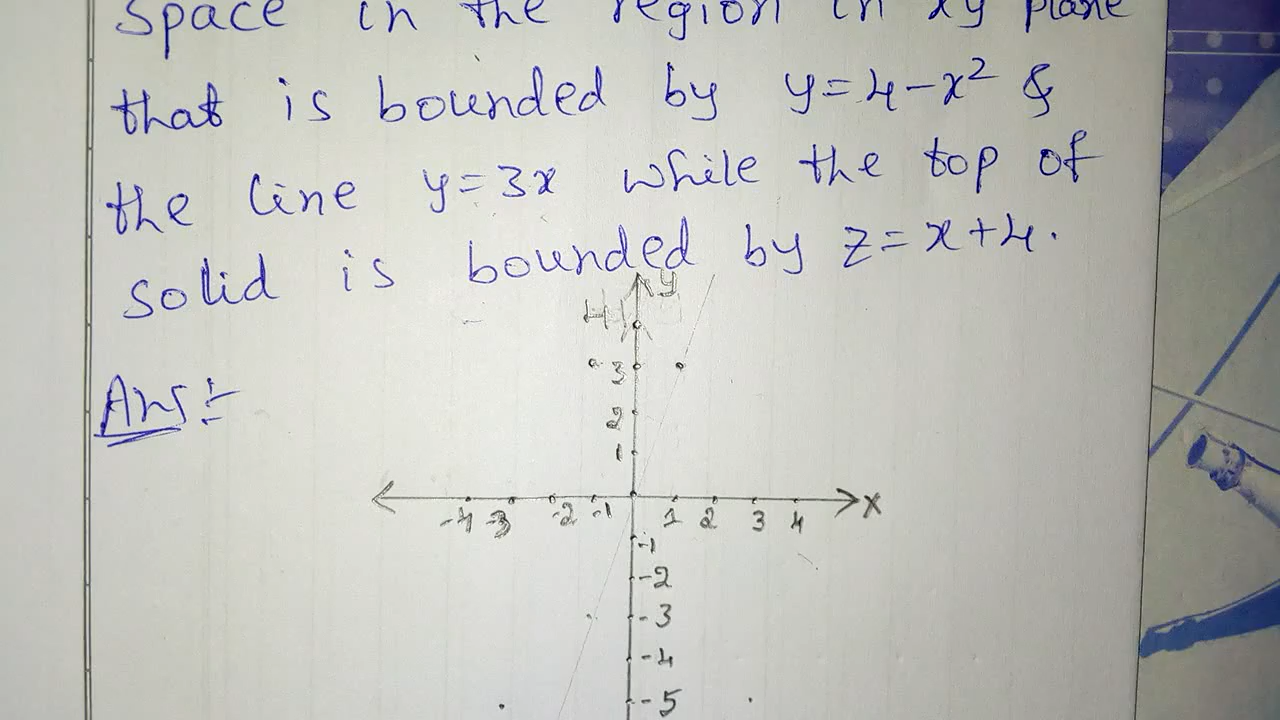 space in the region in xy plane
that is bounded by y=4-x² &
the line y=3x while the top of
solid is bounded by z=x+4.
Ans:-
y
4
3
2
1
-4 -3 -2 -1 1 2 3 4 x
-1
-2
-3
-4
-5